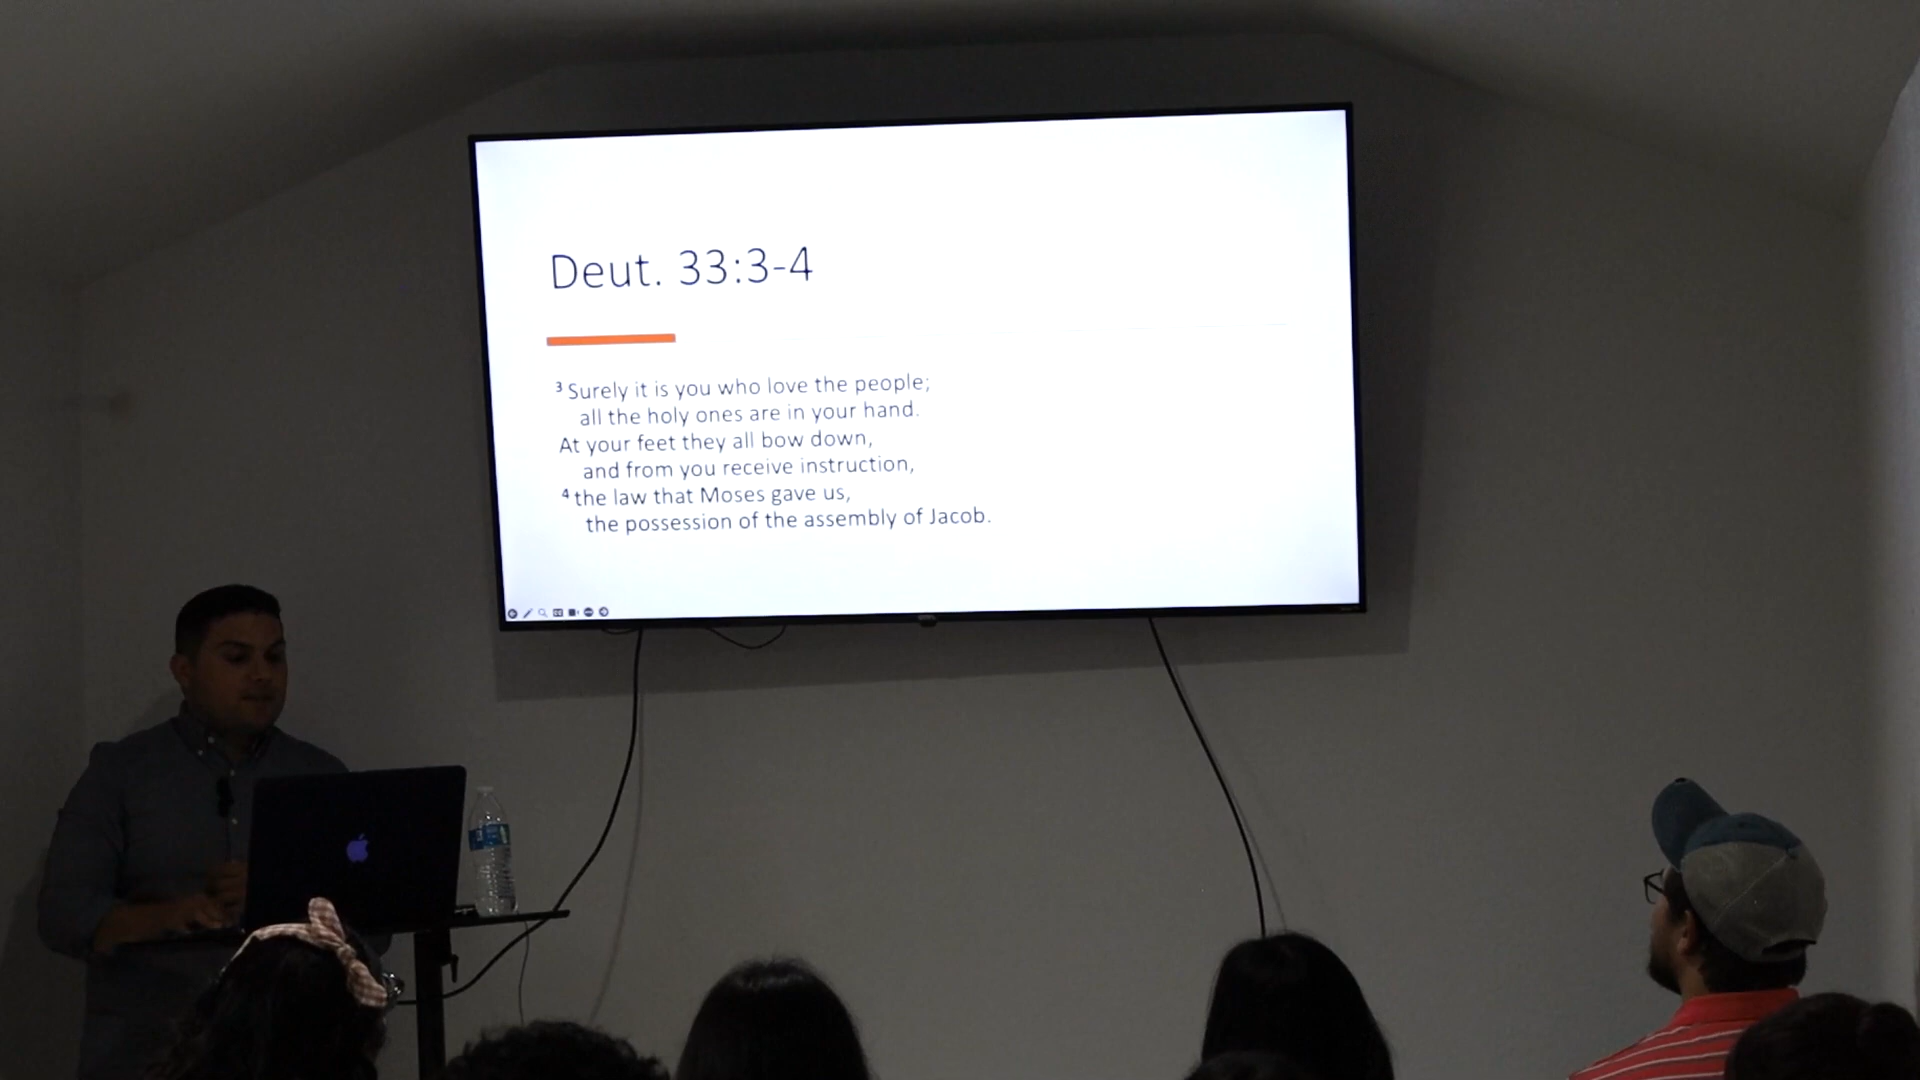 Deut. 33:3-4
³ Surely it is you who love the people;
all the holy ones are in your hand.
At your feet they all bow down,
and from you receive instruction,
⁴ the law that Moses gave us,
the possession of the assembly of Jacob.